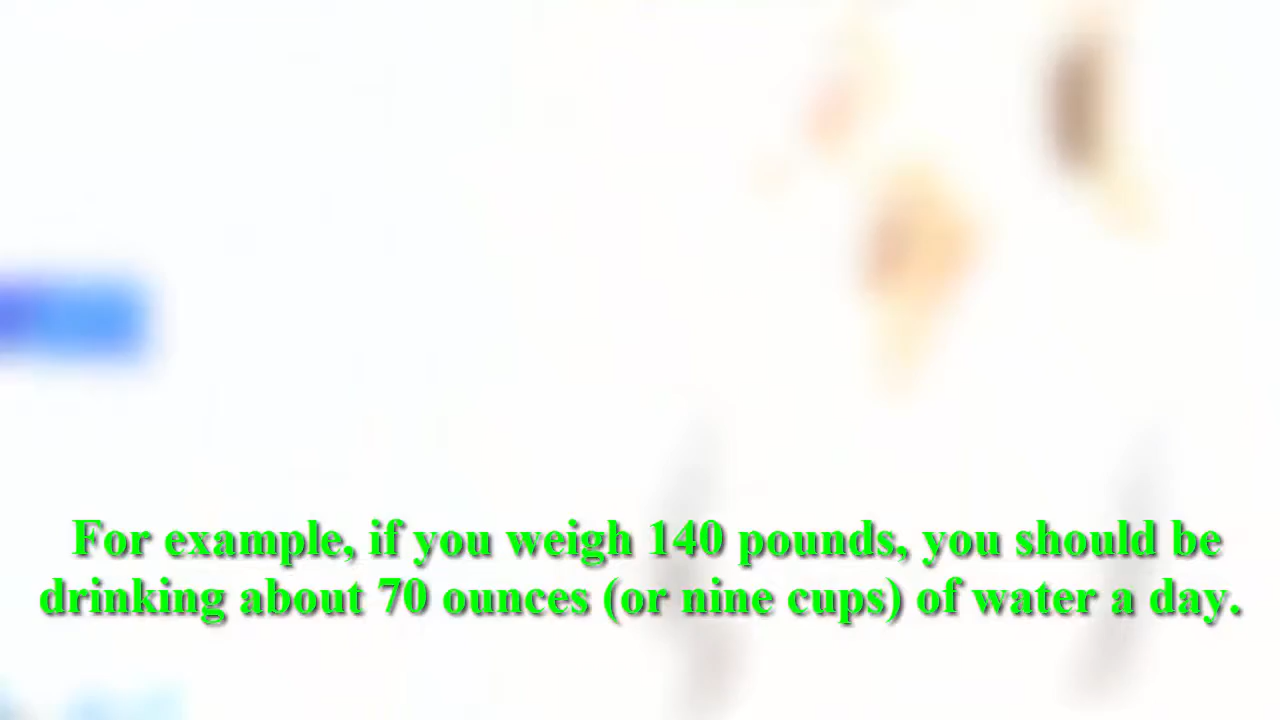 For example, if you weigh 140 pounds, you should be
drinking about 70 ounces (or nine cups) of water a day.